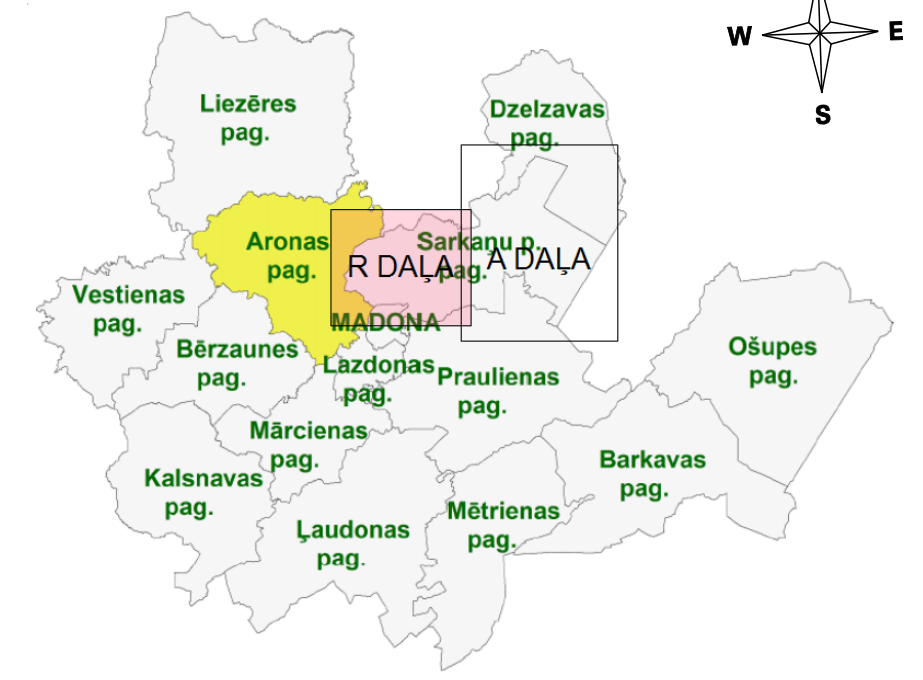 W
E
S
Liezēres
pag.
Dzelzavas
pag.
Aronas
pag.
Sarkaņu p.
pag.
R DAĻA
A DAĻA
Vestienas
pag.
MADONA
Bērzaunes
pag.
Lazdonas
pag.
Praulienas
pag.
Ošupes
pag.
Mārcienas
pag.
Kalsnavas
pag.
Barkavas
pag.
Ļaudonas
pag.
Mētrienas
pag.